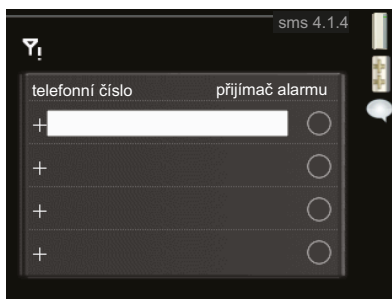 sms 4.1.4
telefonní číslo přijímač alarmu
+
+
+
+